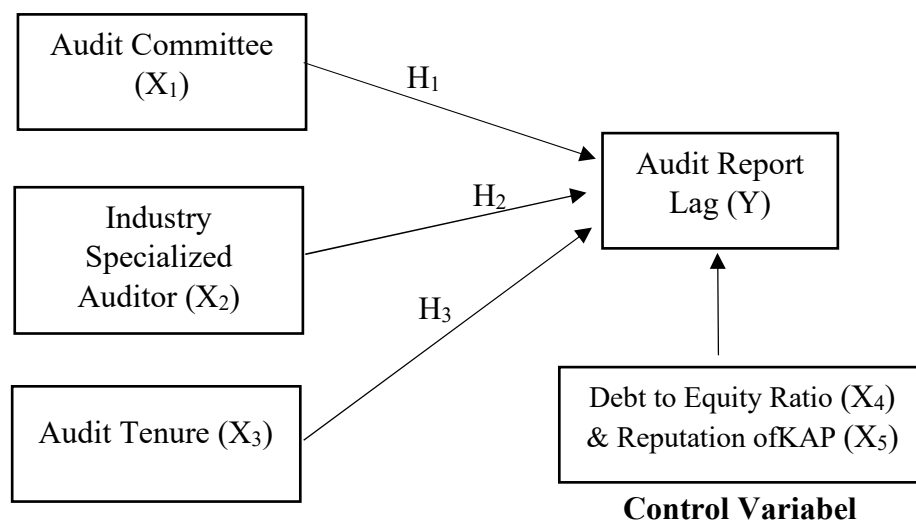 Audit Committee
(X₁)
H₁
Audit Report
Lag (Y)
Industry
Specialized
Auditor (X₂)
H₂
H₃
Audit Tenure (X₃)
Debt to Equity Ratio (X₄)
& Reputation ofKAP (X₅)
Control Variabel